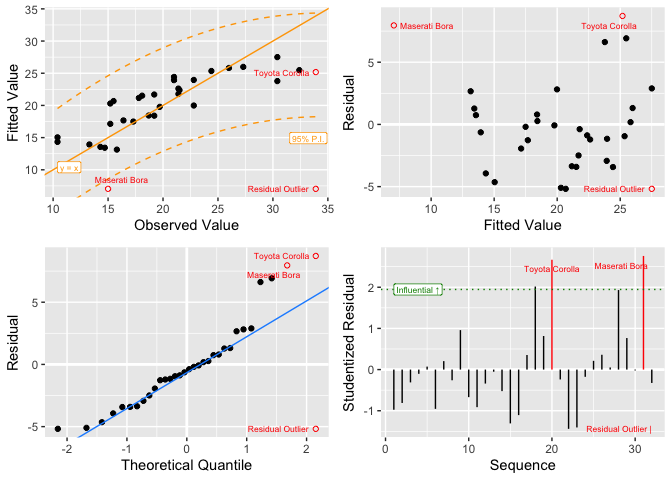 35
30
25
20
15
10
Fitted Value
Toyota Corolla
95% P.I.
y = x
Maserati Bora
Residual Outlier
10 15 20 25 30 35
Observed Value
Maserati Bora
Toyota Corolla
5
0
-5
Residual
Residual Outlier
10 15 20 25
Fitted Value
Toyota Corolla
Maserati Bora
5
0
-5
Residual
Residual Outlier
-2 -1 0 1 2
Theoretical Quantile
Toyota Corolla
Maserati Bora
Influential ↑
2
1
0
-1
Studentized Residual
Residual Outlier |
0 10 20 30
Sequence